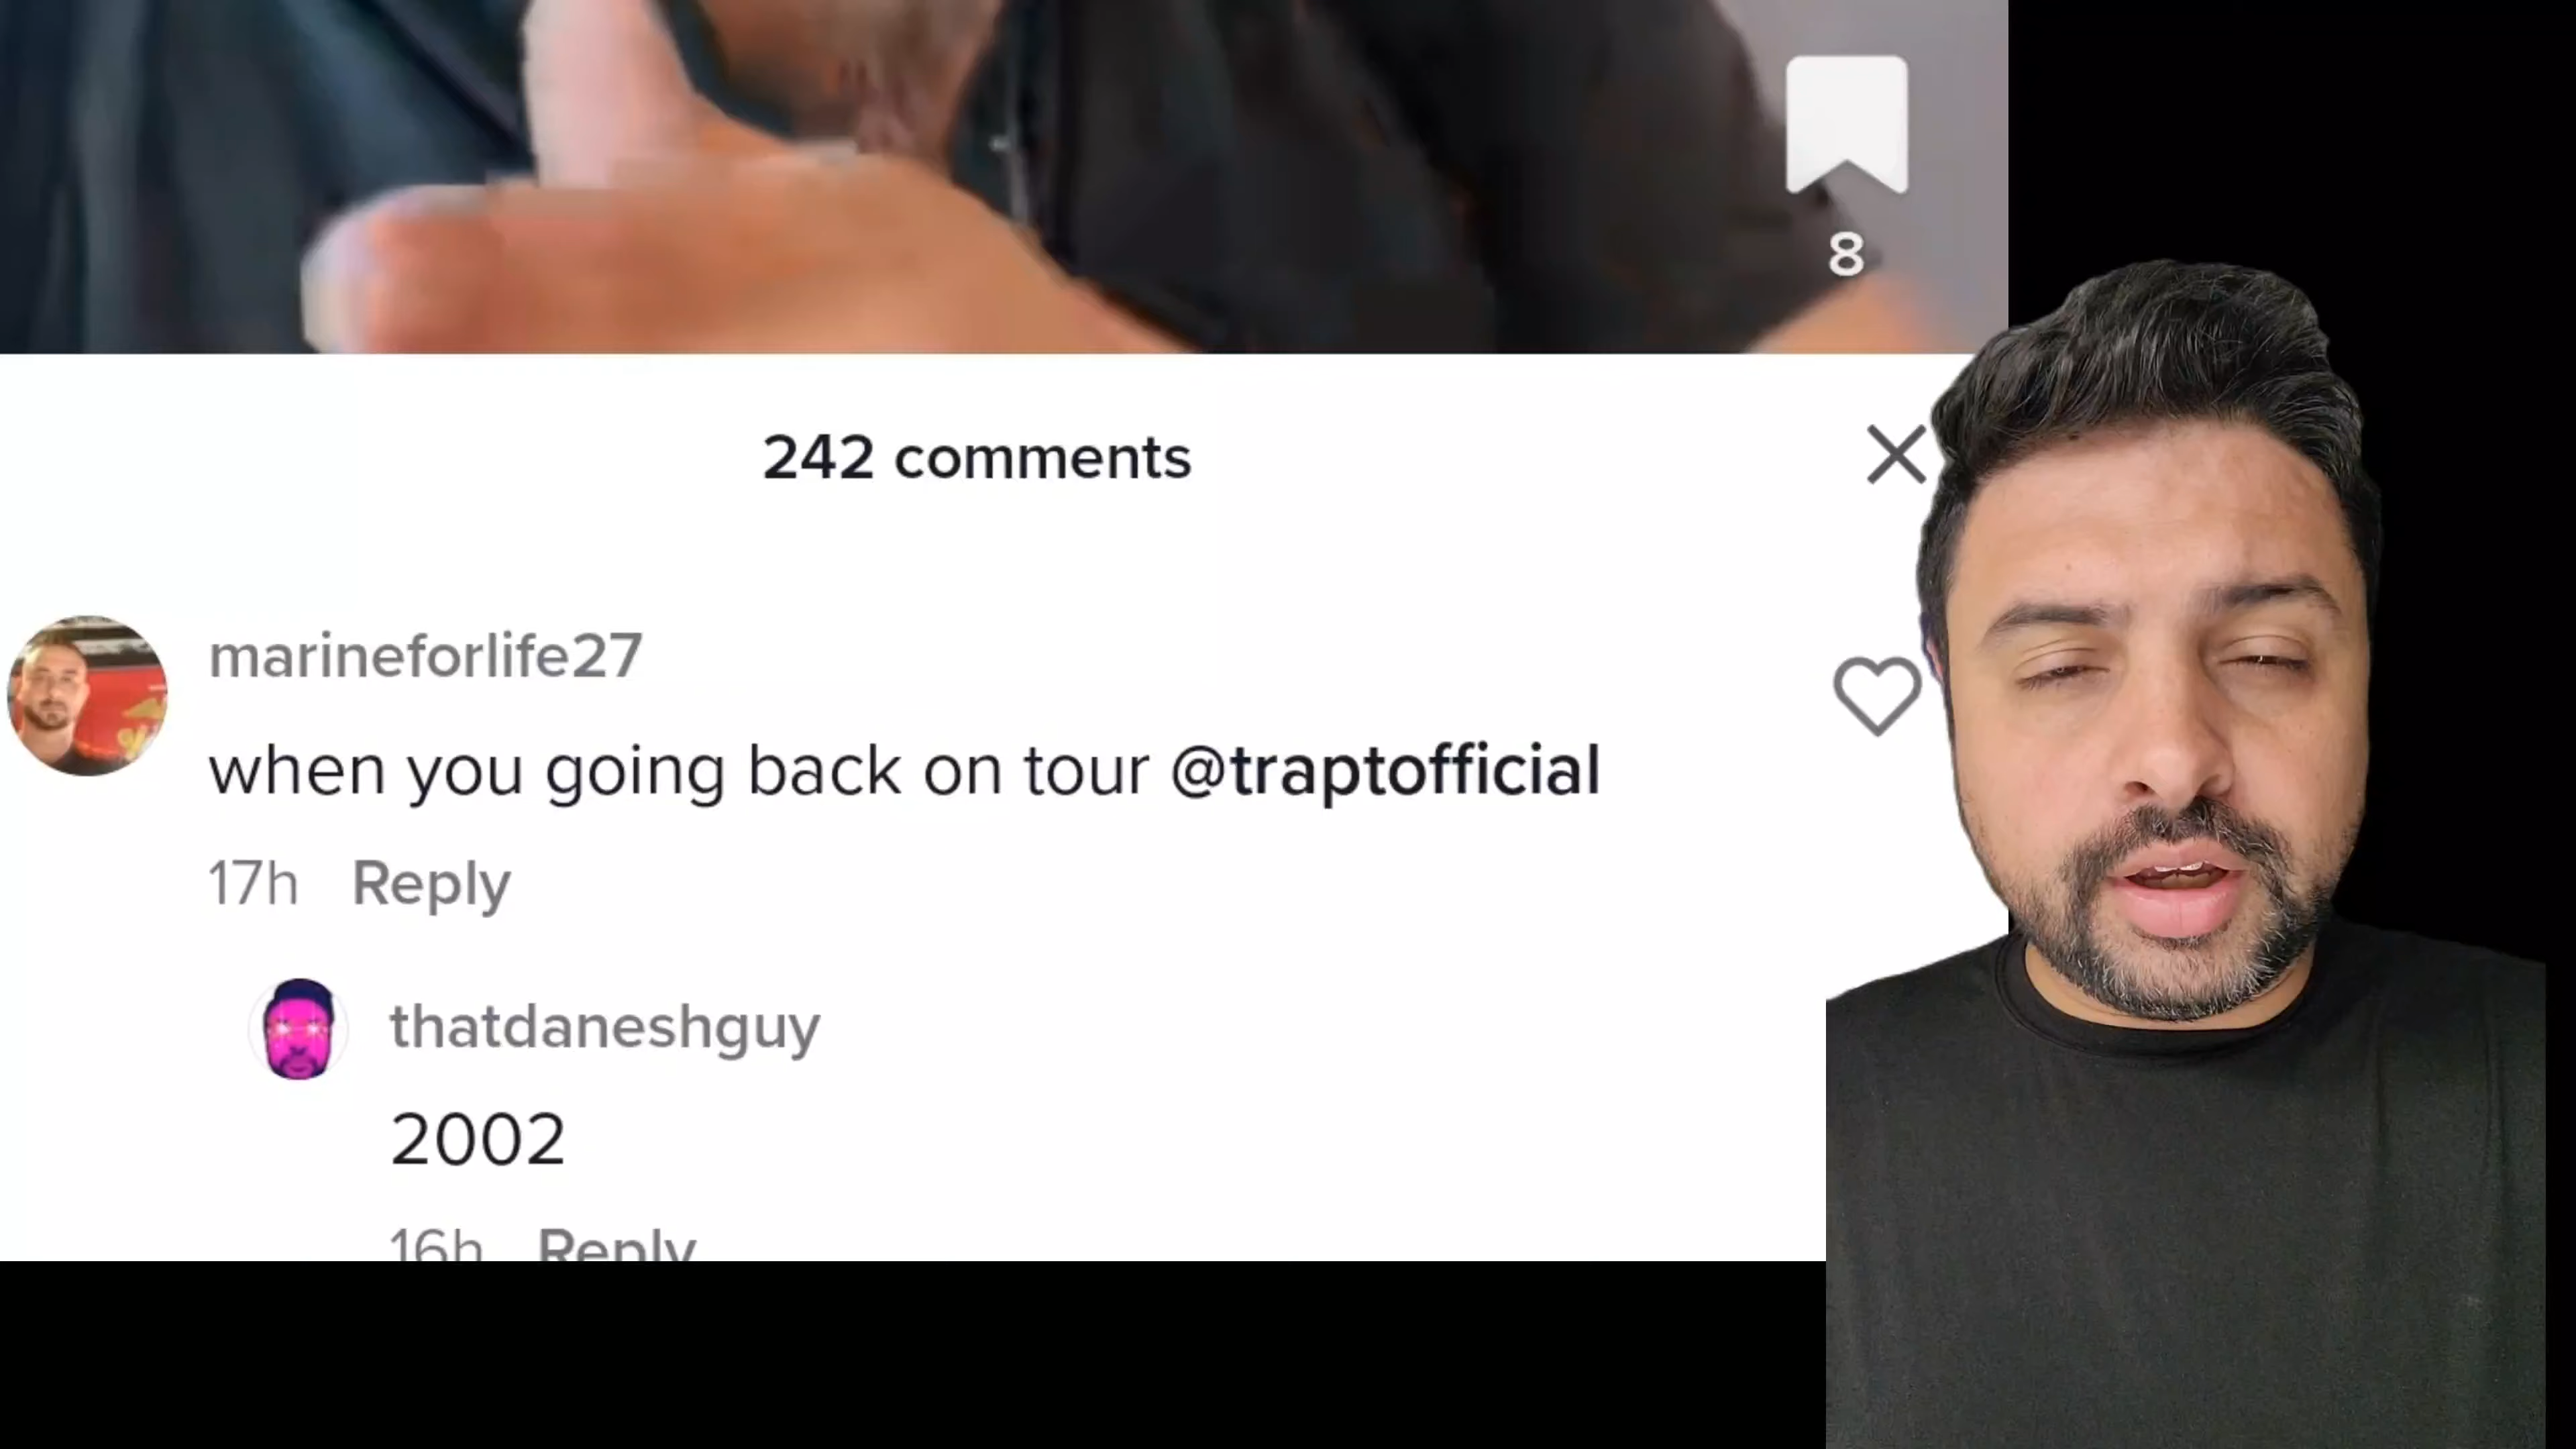 8
242 comments
marineforlife27
when you going back on tour @traptofficial
17h Reply
thatdaneshguy
2002
16h Reply